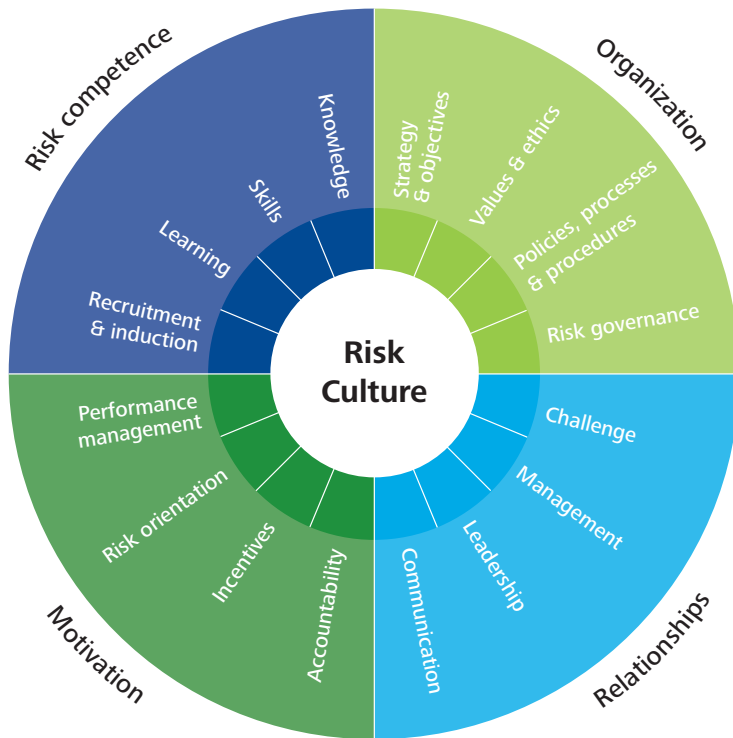 Risk competence
Knowledge
Skills
Learning
Recruitment
& induction
Organization
Strategy
& objectives
Values & ethics
Policies, processes
& procedures
Risk governance
Risk
Culture
Performance
management
Risk orientation
Incentives
Accountability
Motivation
Challenge
Management
Leadership
Communication
Relationships